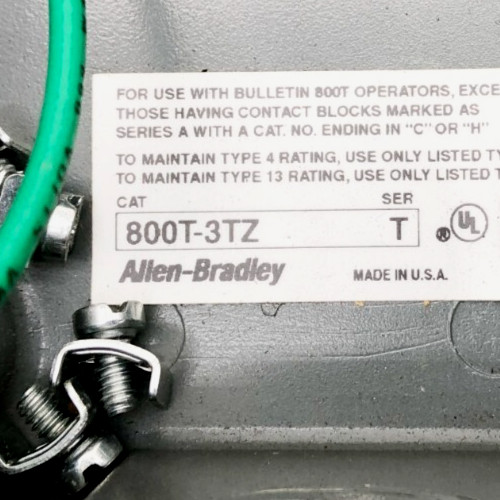 FOR USE WITH BULLETIN 800T OPERATORS, EXCE
THOSE HAVING CONTACT BLOCKS MARKED AS
SERIES A WITH A CAT. NO. ENDING IN "C" OR "H"
TO MAINTAIN TYPE 4 RATING, USE ONLY LISTED TY
TO MAINTAIN TYPE 13 RATING, USE ONLY LISTED T
CAT SER
800T-3TZ T ® UL
Allen-Bradley MADE IN U.S.A.